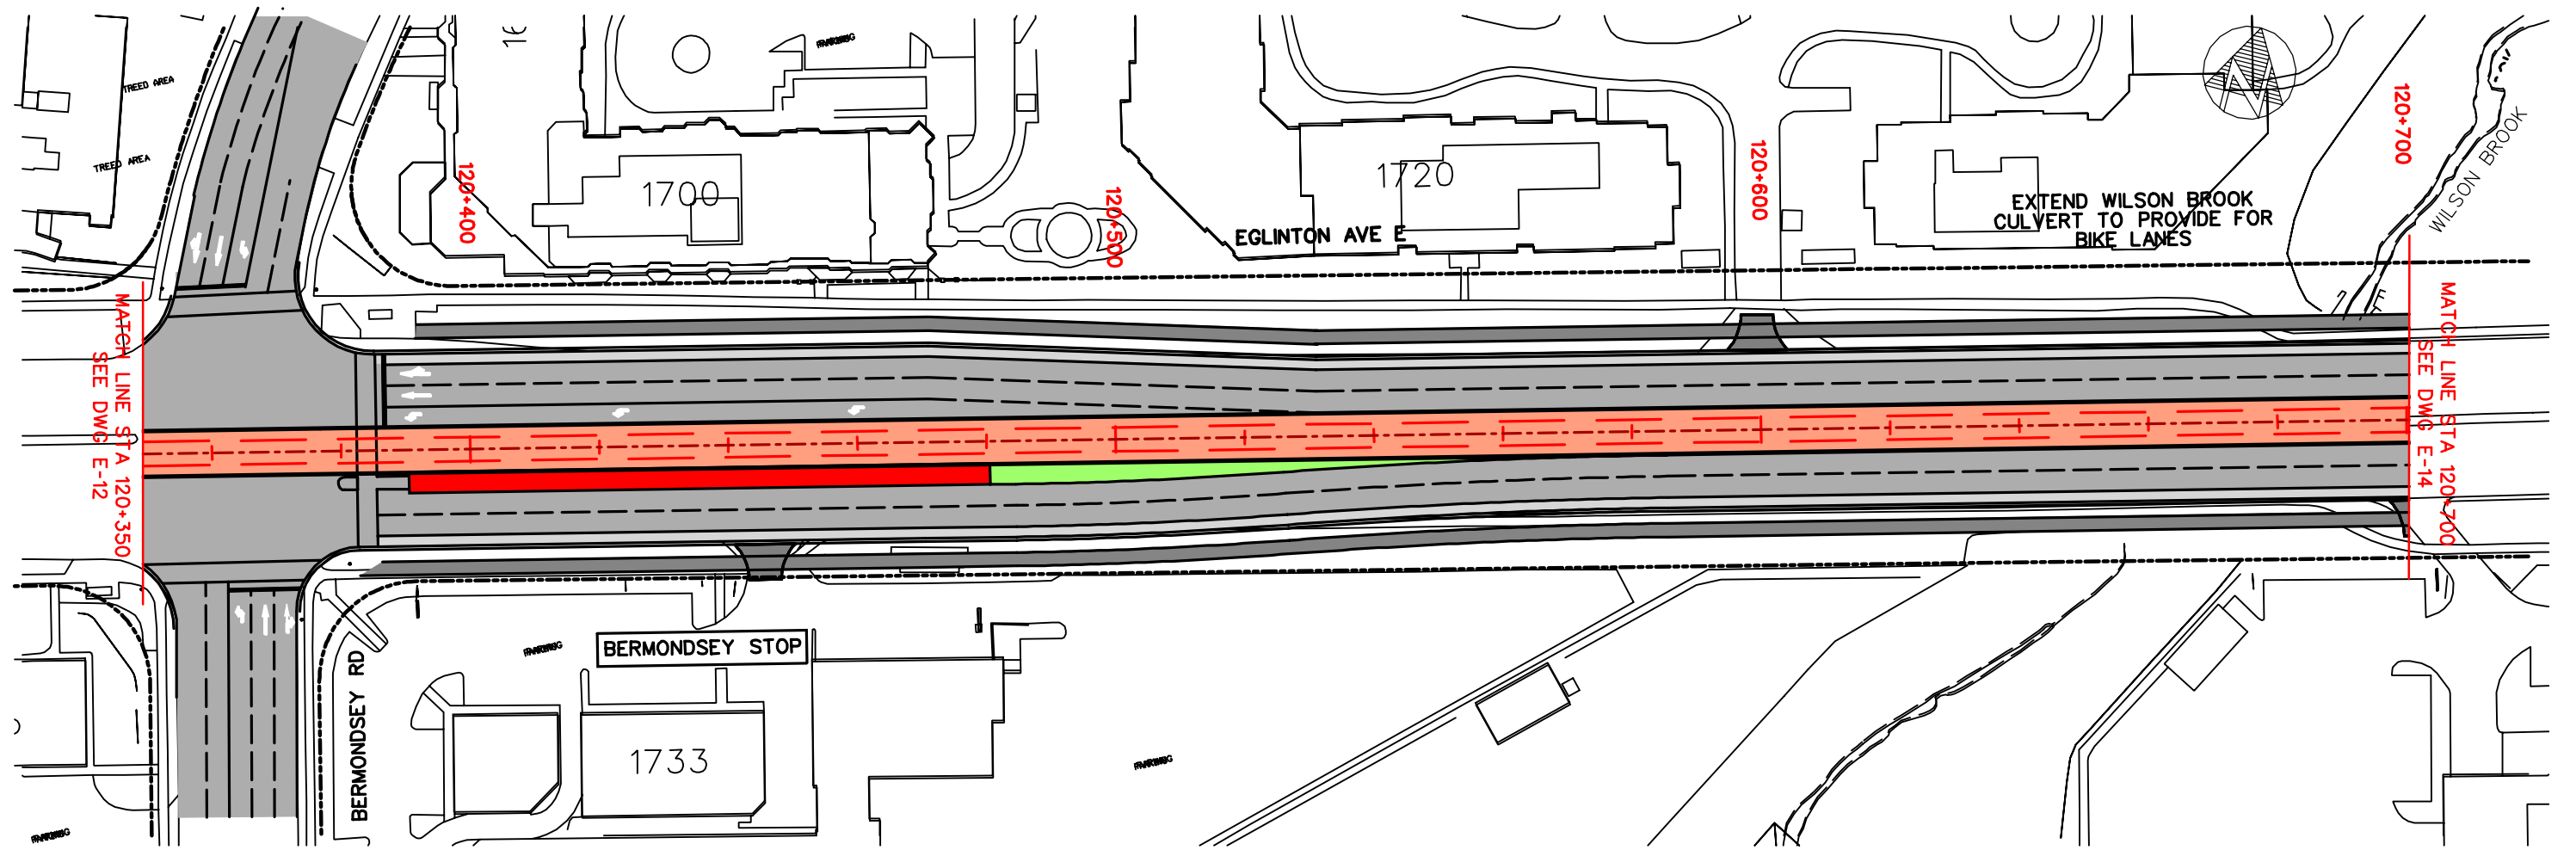 TREED AREA
TREED AREA
1700
1720
120+400
120+500
120+600
120+700
EGLINTON AVE E
EXTEND WILSON BROOK
CULVERT TO PROVIDE FOR
BIKE LANES
WILSON BROOK
MATCH LINE STA 120+350
SEE DWG E-12
MATCH LINE STA 120+700
SEE DWG E-14
BERMONDSEY RD
BERMONDSEY STOP
1733